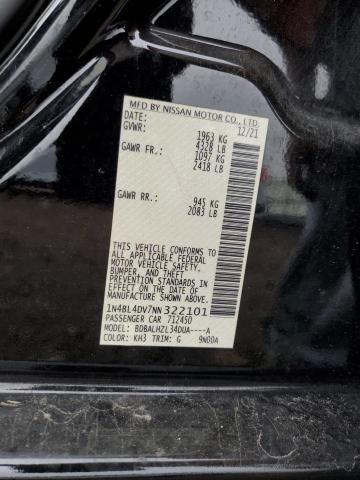 MFD BY NISSAN MOTOR CO., LTD.
DATE: 12/21
GVWR: 1963 KG
4328 LB
GAWR FR: 1097 KG
2418 LB
GAWR RR: 945 KG
2083 LB
THIS VEHICLE CONFORMS TO
ALL APPLICABLE FEDERAL
MOTOR VEHICLE SAFETY,
BUMPER, AND THEFT
PREVENTION STANDARDS IN
EFFECT ON THE DATE OF
MANUFACTURE SHOWN ABOVE.
1N4BL4DV7NN322101
PASSENGER CAR 712450
MODEL: BDBALHZL34DUA----A
COLOR: KH3 TRIM: G 9N00A